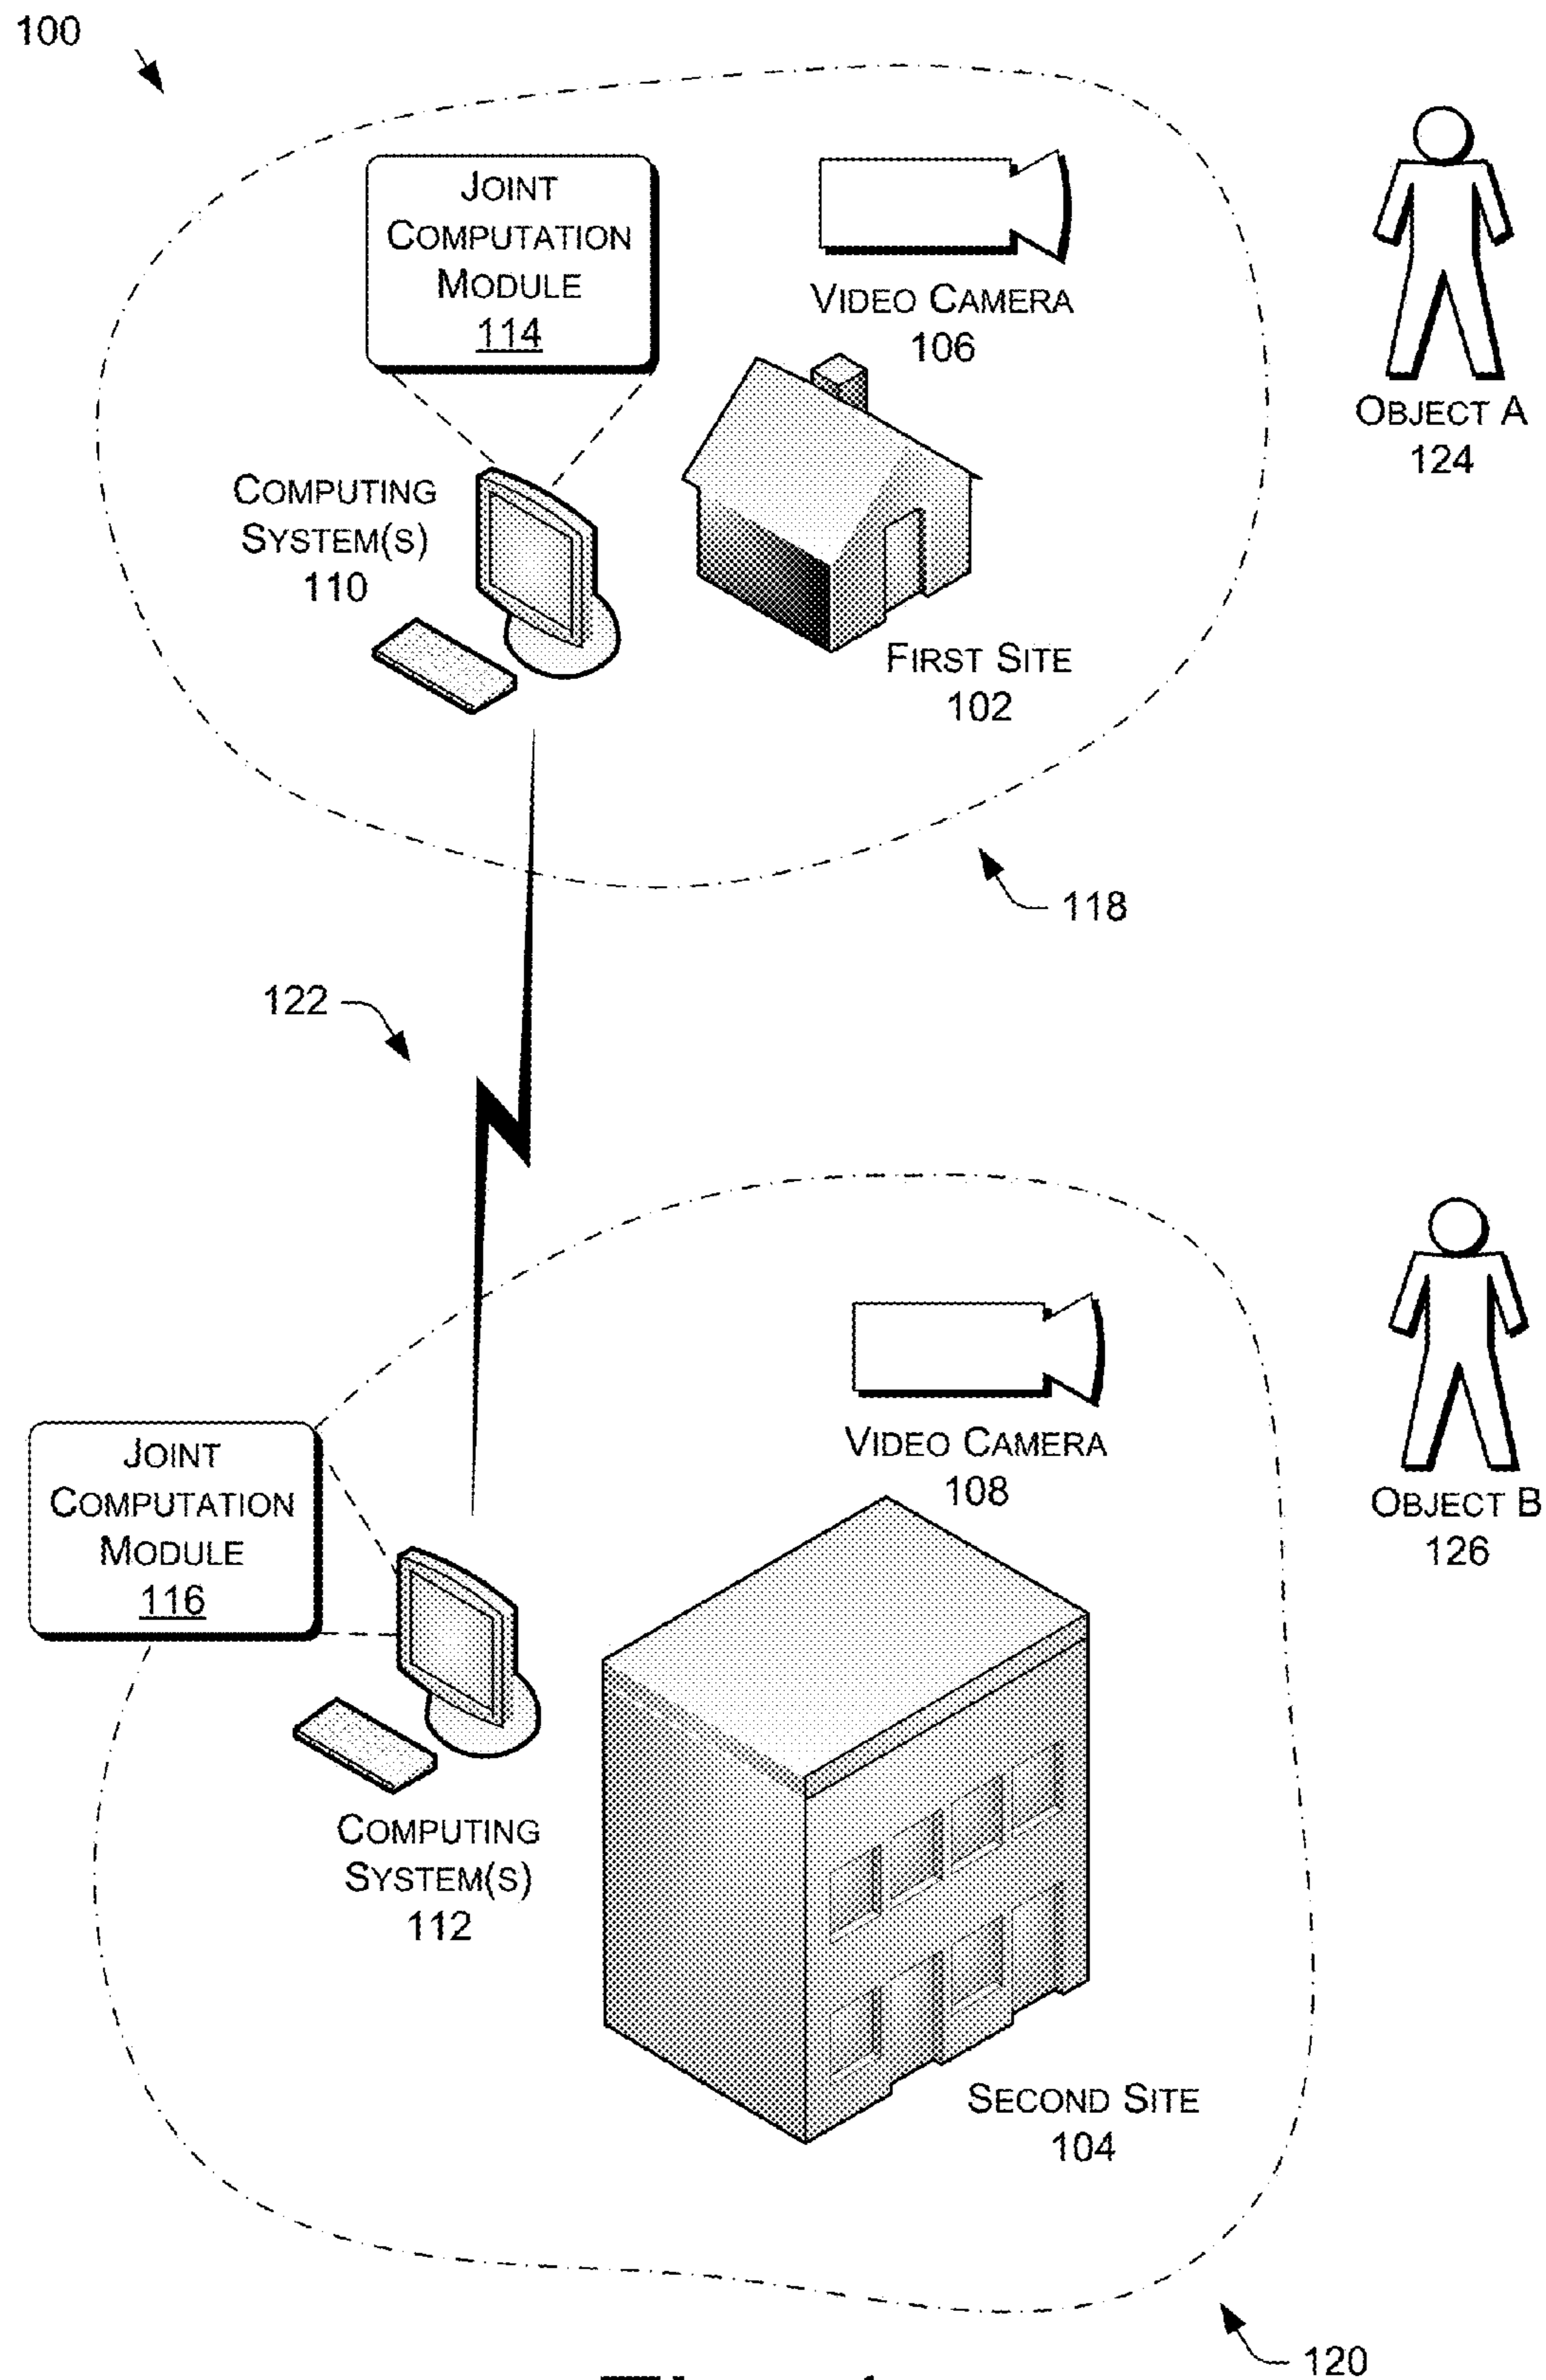 100
JOINT
COMPUTATION
MODULE
114
VIDEO CAMERA
106
OBJECT A
124
COMPUTING
SYSTEM(S)
110
FIRST SITE
102
118
122
VIDEO CAMERA
108
JOINT
COMPUTATION
MODULE
116
OBJECT B
126
COMPUTING
SYSTEM(S)
112
SECOND SITE
104
120